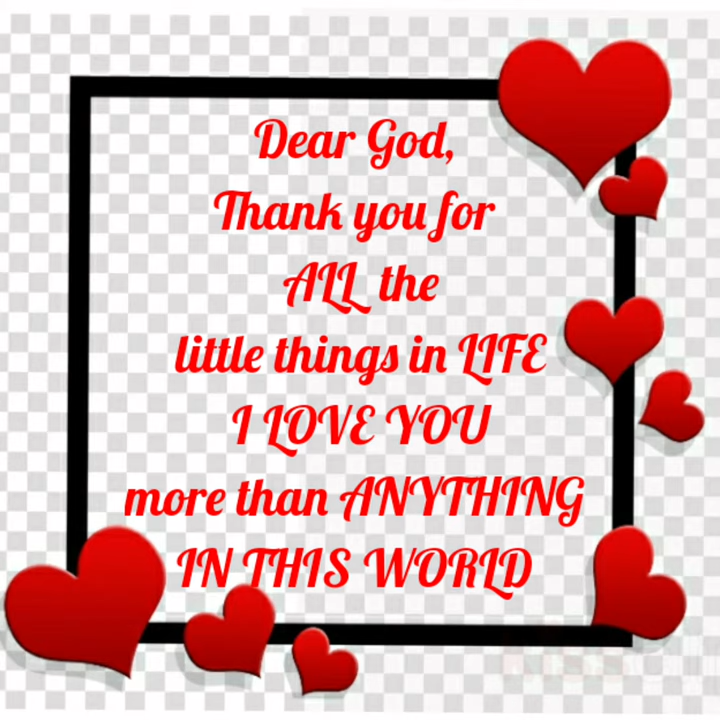 Dear God,
Thank you for
ALL the
little things in LIFE
I LOVE YOU
more than ANYTHING
IN THIS WORLD